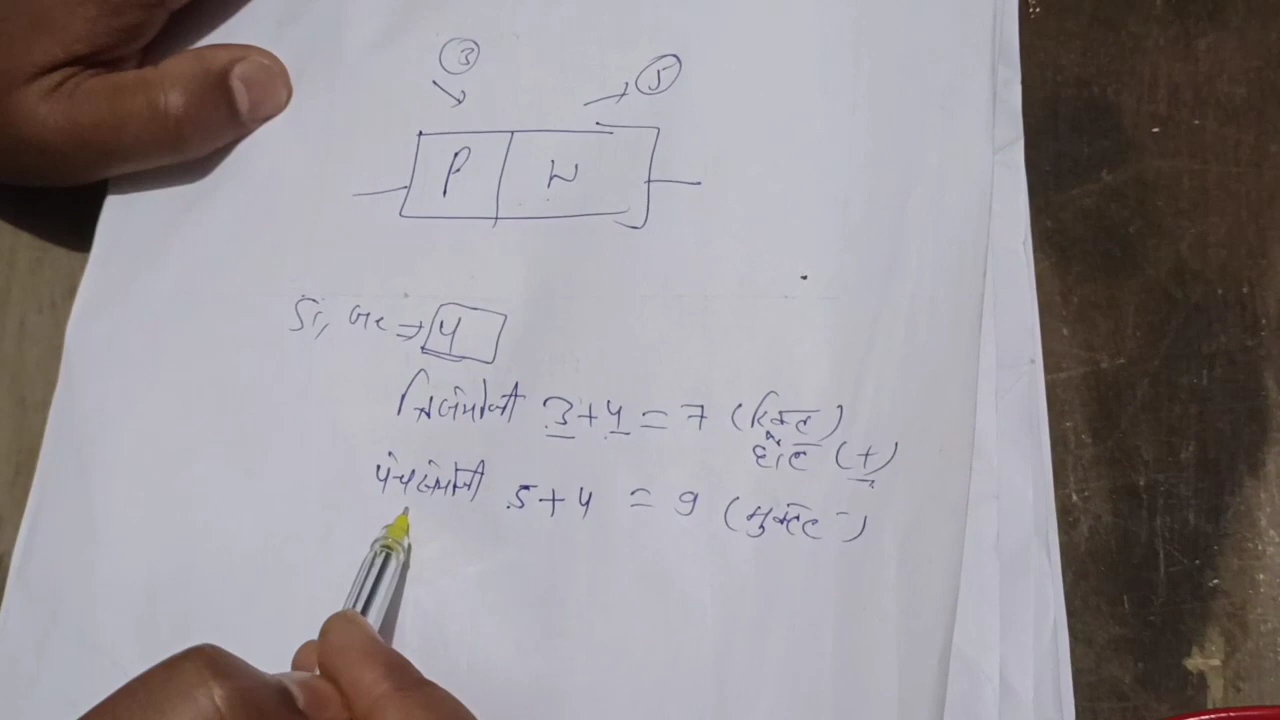 3 5
P N
Si, Ge ⇒ 4
त्रिसंयोजी 3+4 = 7 (रिक्त)
होल (+)
पंचसंयोजी 5+4 = 9 (मुक्त -)